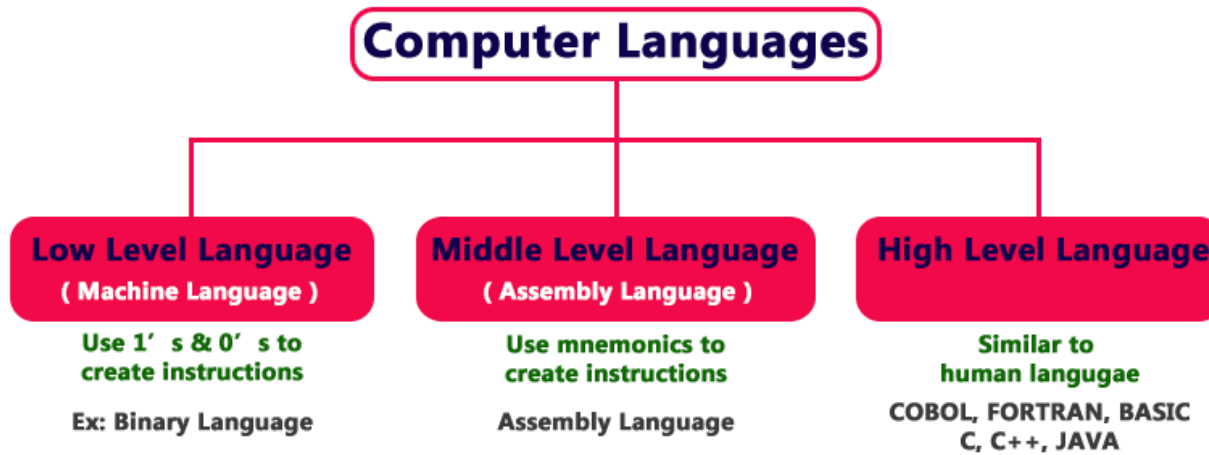 Computer Languages
Low Level Language
( Machine Language )
Use 1′ s & 0′ s to
create instructions
Ex: Binary Language
Middle Level Language
( Assembly Language )
Use mnemonics to
create instructions
Assembly Language
High Level Language
Similar to
human langugae
COBOL, FORTRAN, BASIC
C, C++, JAVA